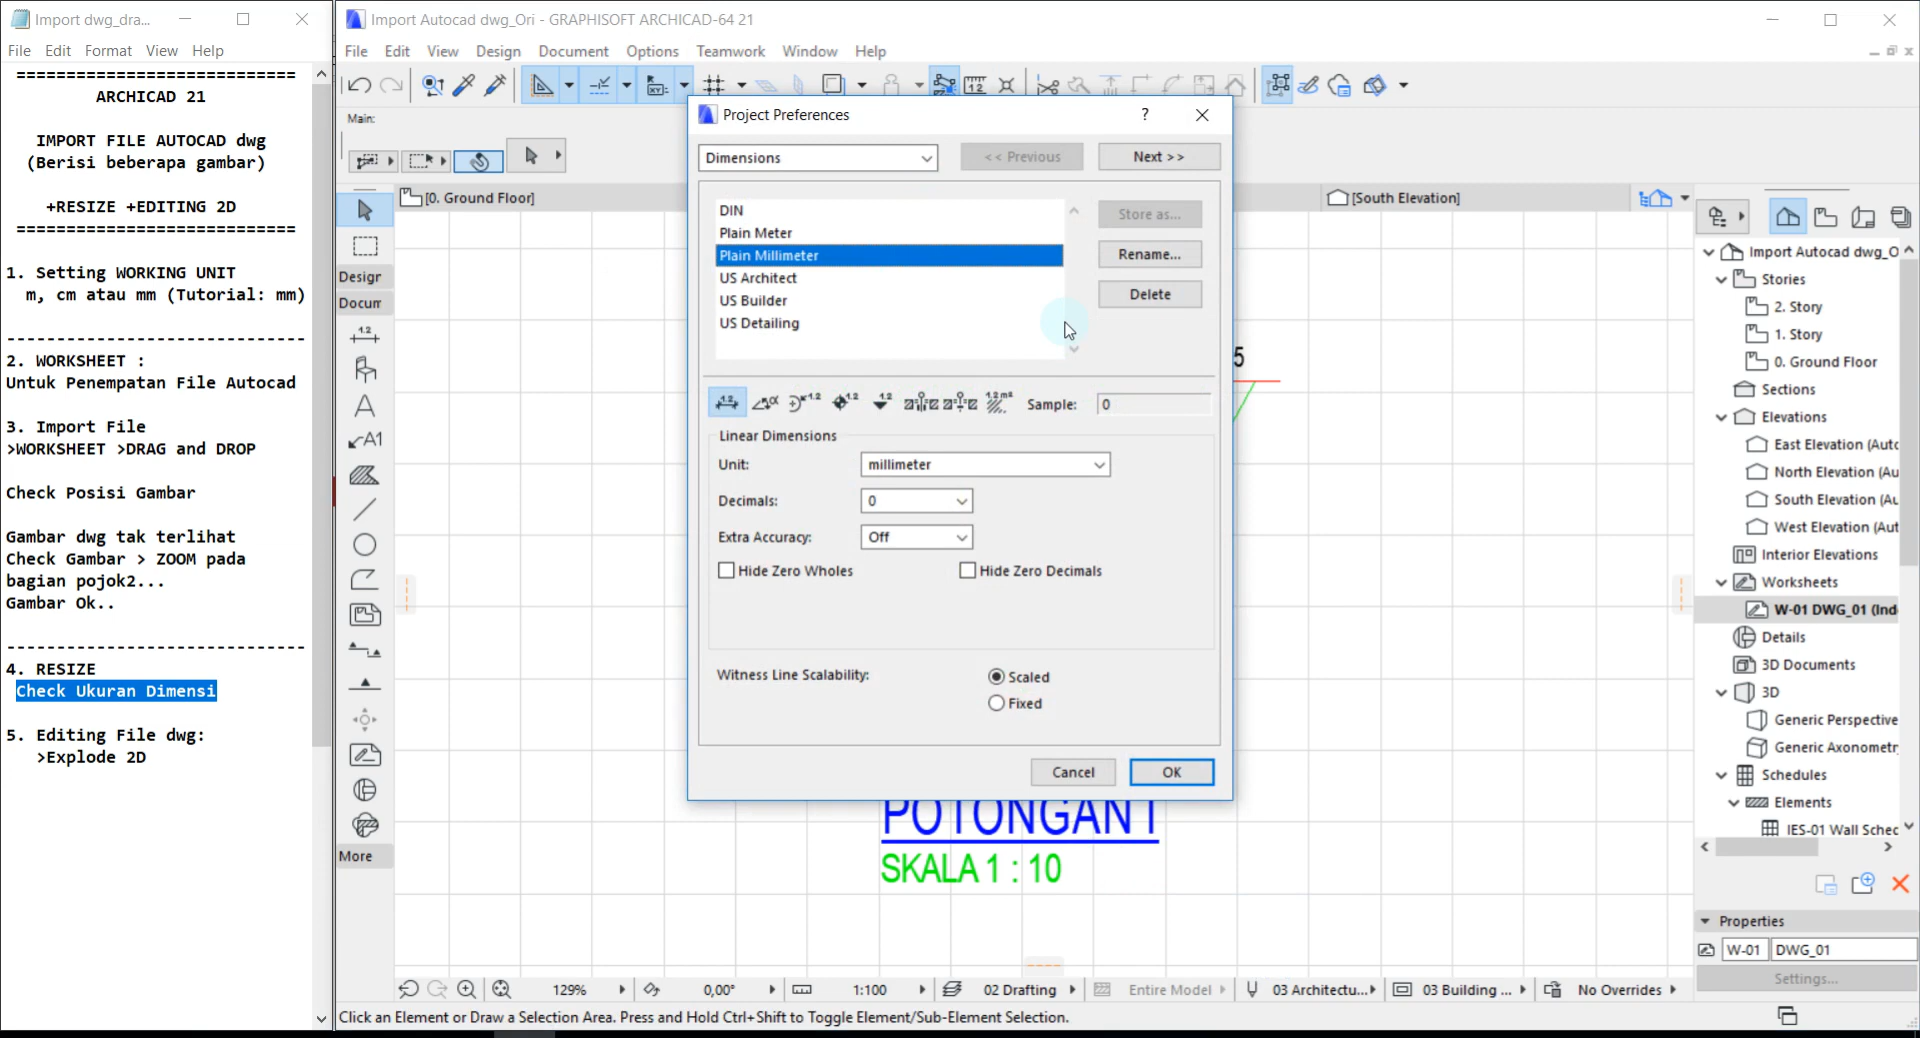 Import dwg_dra...
File Edit Format View Help
============================
ARCHICAD 21
IMPORT FILE AUTOCAD dwg
(Berisi beberapa gambar)
+RESIZE +EDITING 2D
============================
1. Setting WORKING UNIT
m, cm atau mm (Tutorial: mm)
------------------------------
2. WORKSHEET :
Untuk Penempatan File Autocad
3. Import File
>WORKSHEET >DRAG and DROP
Check Posisi Gambar
Gambar dwg tak terlihat
Check Gambar > ZOOM pada
bagian pojok2...
Gambar Ok..
------------------------------
4. RESIZE
Check Ukuran Dimensi
5. Editing File dwg:
>Explode 2D
Import Autocad dwg_Ori - GRAPHISOFT ARCHICAD-64 21
File Edit View Design Document Options Teamwork Window Help
Main:
[0. Ground Floor]
[South Elevation]
Design
Docum
More
Project Preferences
?
Dimensions
<< Previous
Next >>
DIN
Plain Meter
Plain Millimeter
US Architect
US Builder
US Detailing
Store as...
Rename...
Delete
Sample: 0
Linear Dimensions
Unit: millimeter
Decimals: 0
Extra Accuracy: Off
Hide Zero Wholes
Hide Zero Decimals
Witness Line Scalability:
Scaled
Fixed
Cancel
OK
5
POTONGAN 1
SKALA 1 : 10
Import Autocad dwg_O
Stories
2. Story
1. Story
0. Ground Floor
Sections
Elevations
East Elevation (Auto
North Elevation (Au
South Elevation (Au
West Elevation (Aut
Interior Elevations
Worksheets
W-01 DWG_01 (Ind
Details
3D Documents
3D
Generic Perspective
Generic Axonometr
Schedules
Elements
IES-01 Wall Sched
Properties
W-01 DWG_01
Settings...
129% 0,00° 1:100 02 Drafting Entire Model 03 Architectu... 03 Building ... No Overrides
Click an Element or Draw a Selection Area. Press and Hold Ctrl+Shift to Toggle Element/Sub-Element Selection.